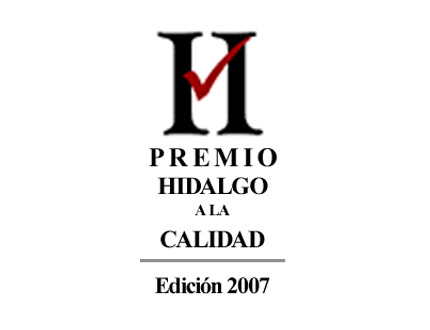 H
PREMIO
HIDALGO
A LA
CALIDAD
Edición 2007